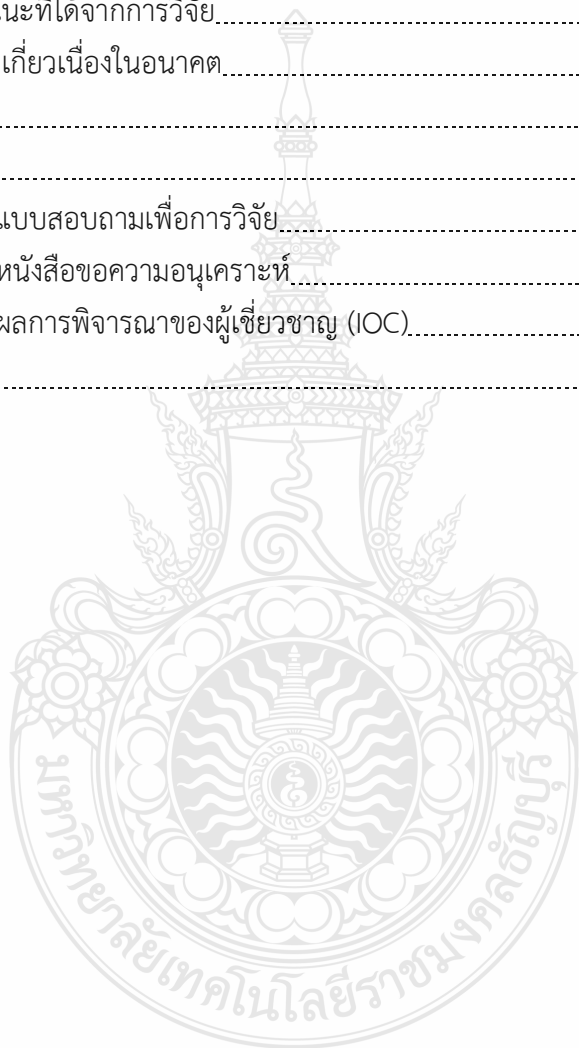 นะที่ได้จากการวิจัย
เกี่ยวเนื่องในอนาคต
แบบสอบถามเพื่อการวิจัย
หนังสือขอความอนุเคราะห์
ผลการพิจารณาของผู้เชี่ยวชาญ (IOC)
มหาวิทยาลัยเทคโนโลยีราชมงคลธัญบุรี